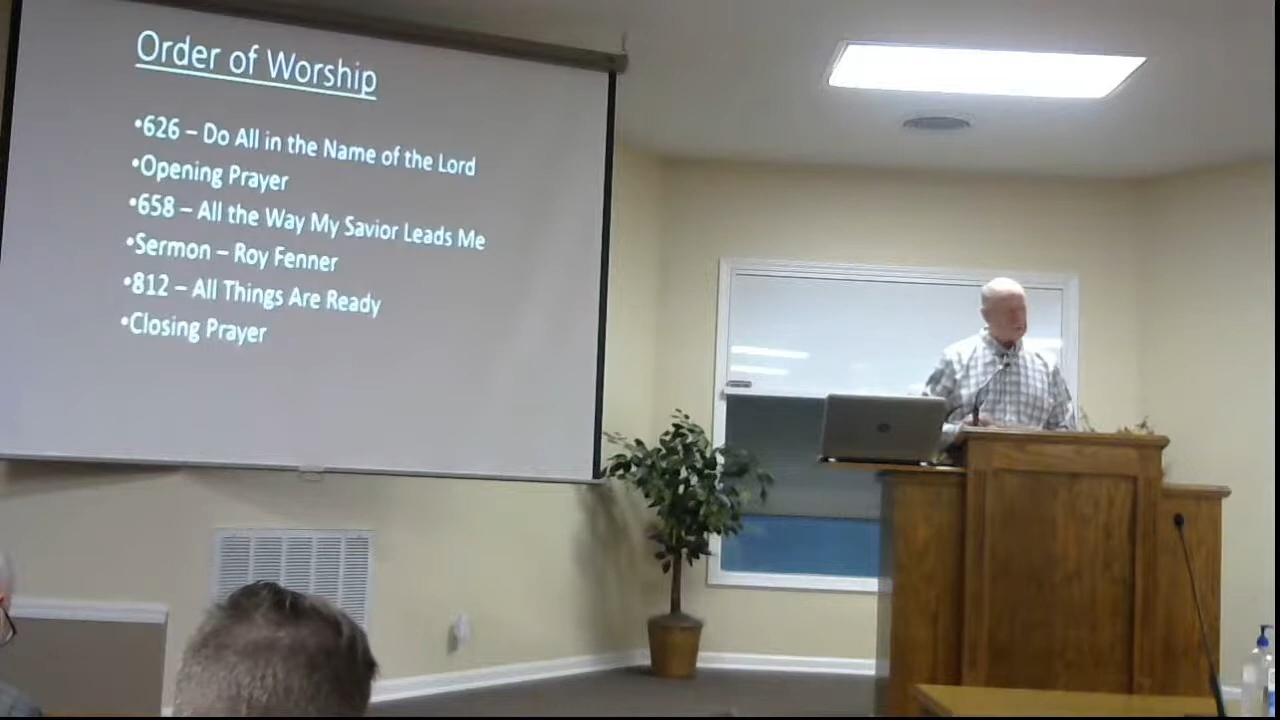 Order of Worship
•626 – Do All in the Name of the Lord
•Opening Prayer
•658 – All the Way My Savior Leads Me
•Sermon – Roy Fenner
•812 – All Things Are Ready
•Closing Prayer